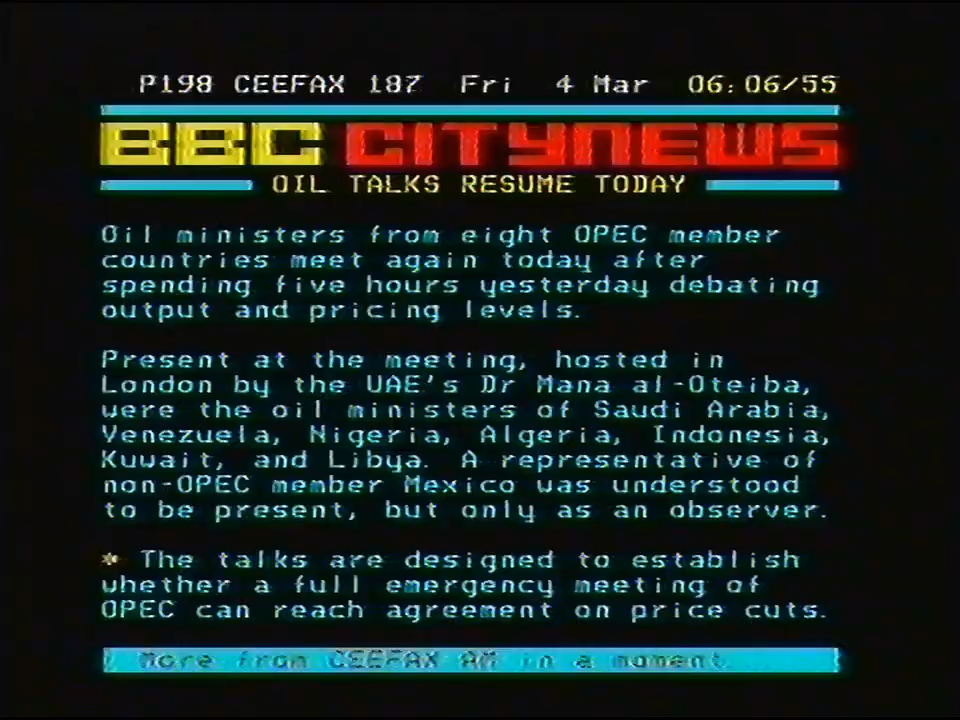 P198 CEEFAX 187 Fri 4 Mar 06:06/55
BBC CITYNEWS
OIL TALKS RESUME TODAY
Oil ministers from eight OPEC member
countries meet again today after
spending five hours yesterday debating
output and pricing levels.
Present at the meeting, hosted in
London by the UAE's Dr Mana al-Oteiba,
were the oil ministers of Saudi Arabia,
Venezuela, Nigeria, Algeria, Indonesia,
Kuwait, and Libya. A representative of
non-OPEC member Mexico was understood
to be present, but only as an observer.
* The talks are designed to establish
whether a full emergency meeting of
OPEC can reach agreement on price cuts.
More from CEEFAX AM in a moment...